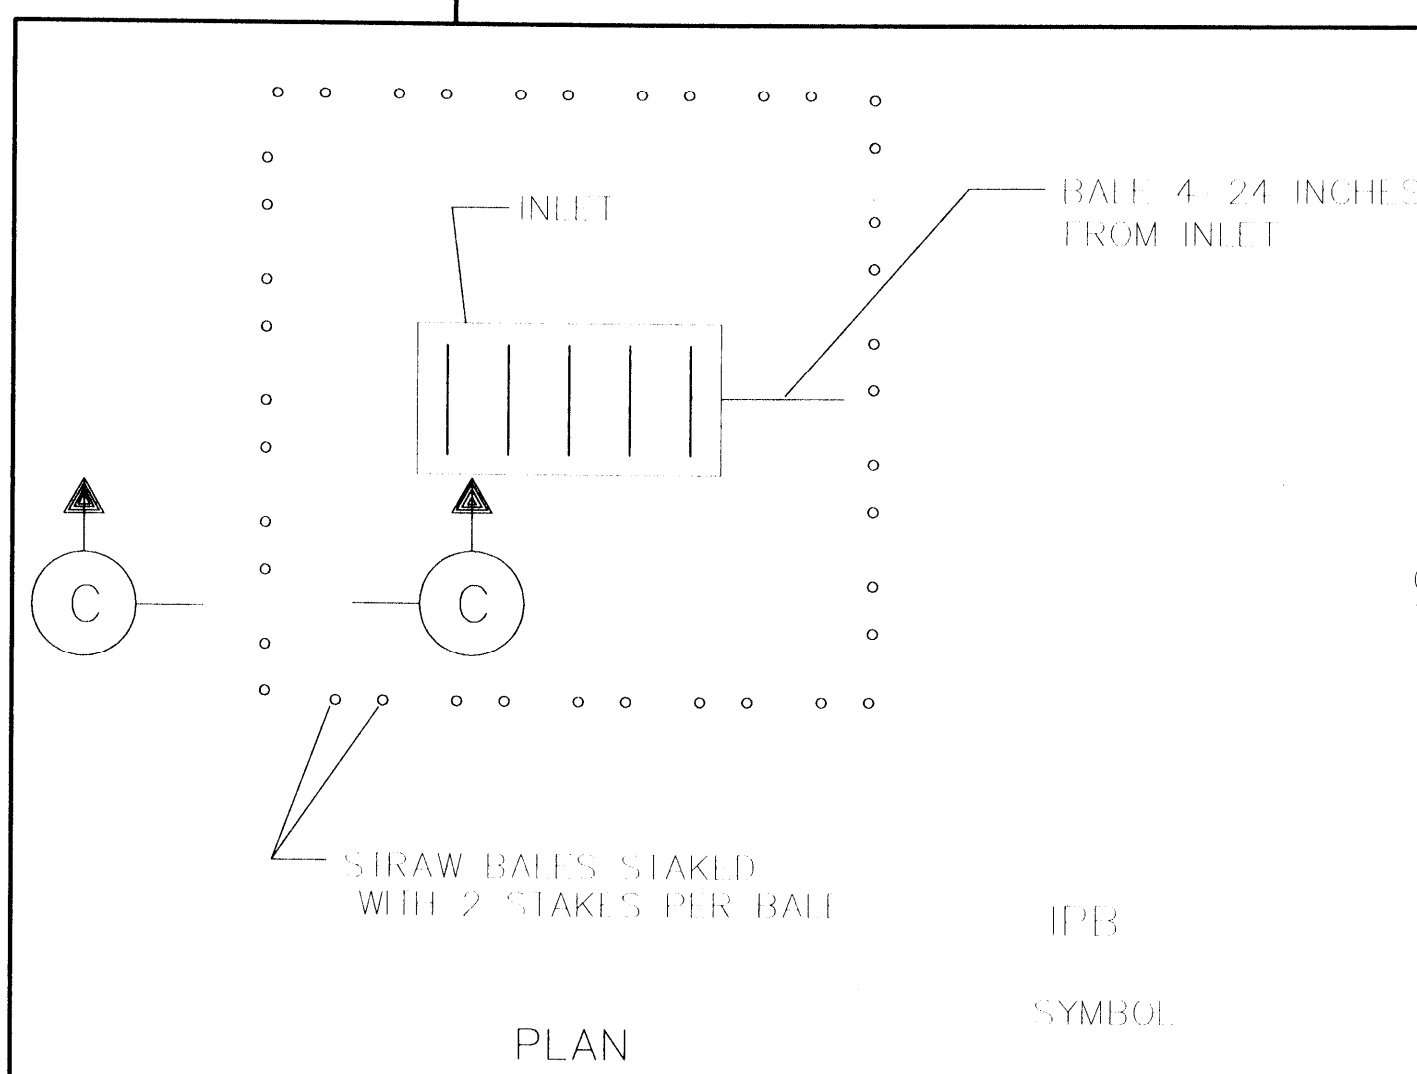 INLET
BALE 4-24 INCHES
FROM INLET
C
C
STRAW BALES STAKED
WITH 2 STAKES PER BALE
IPB
SYMBOL
PLAN